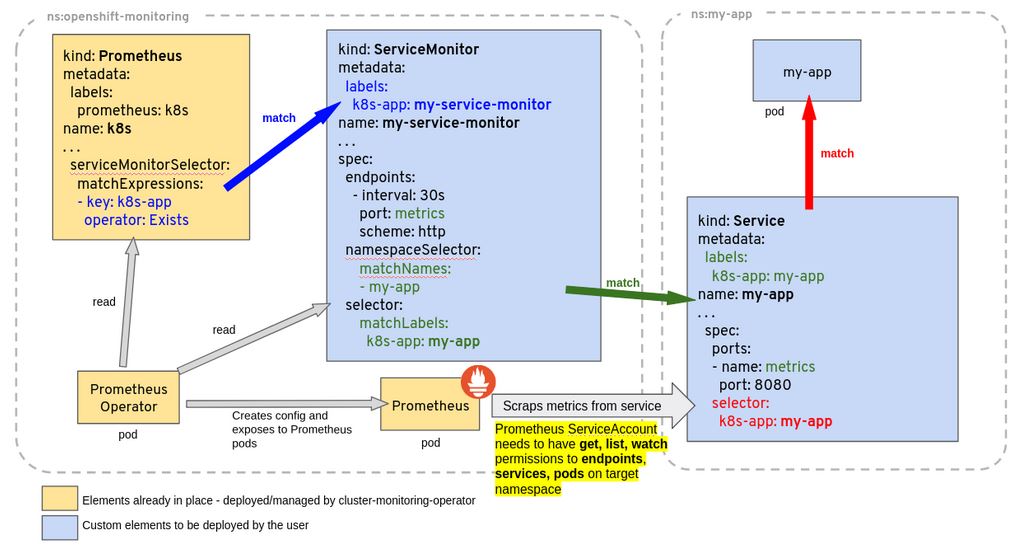 ns:openshift-monitoring
kind: Prometheus
metadata:
labels:
prometheus: k8s
name: k8s
...
serviceMonitorSelector:
matchExpressions:
- key: k8s-app
operator: Exists
match
kind: ServiceMonitor
metadata:
labels:
k8s-app: my-service-monitor
name: my-service-monitor
...
spec:
endpoints:
- interval: 30s
port: metrics
scheme: http
namespaceSelector:
matchNames:
- my-app
selector:
matchLabels:
k8s-app: my-app
ns:my-app
my-app
pod
match
kind: Service
metadata:
labels:
k8s-app: my-app
name: my-app
...
spec:
ports:
- name: metrics
port: 8080
selector:
k8s-app: my-app
match
read
read
Prometheus
Operator
pod
Creates config and
exposes to Prometheus
pods
Prometheus
pod
Scraps metrics from service
Prometheus ServiceAccount
needs to have get, list, watch
permissions to endpoints,
services, pods on target
namespace
Elements already in place - deployed/managed by cluster-monitoring-operator
Custom elements to be deployed by the user